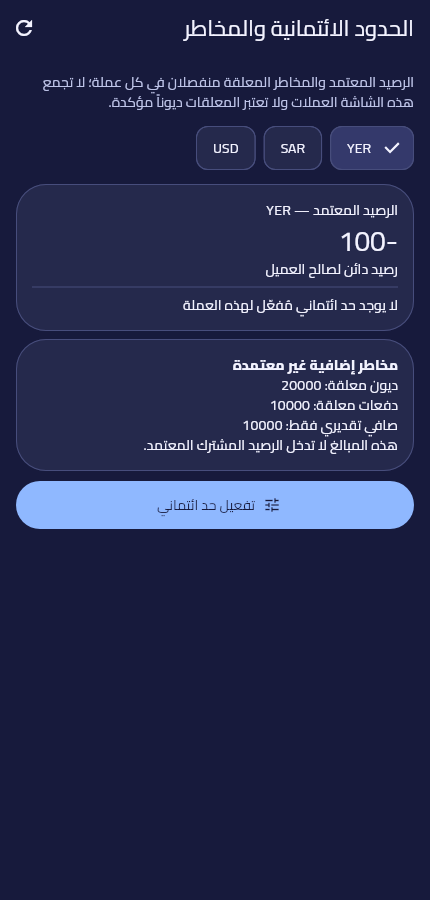 الحدود الائتمانية والمخاطر
الرصيد المعتمد والمخاطر المعلقة منفصلان في كل عملة؛ لا تجمع
هذه الشاشة العملات ولا تعتبر المعلقات ديوناً مؤكدة.
YER
SAR
USD
الرصيد المعتمد — YER
-100
رصيد دائن لصالح العميل
لا يوجد حد ائتماني مُفعّل لهذه العملة
مخاطر إضافية غير معتمدة
ديون معلقة: 20000
دفعات معلقة: 10000
صافي تقديري فقط: 10000
هذه المبالغ لا تدخل الرصيد المشترك المعتمد.
تفعيل حد ائتماني